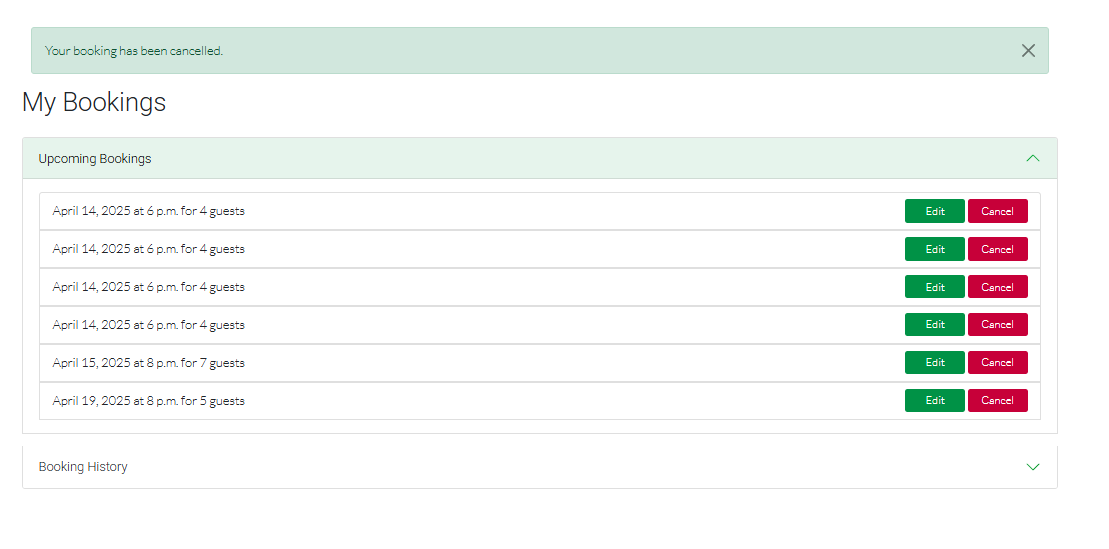 Your booking has been cancelled.
My Bookings
Upcoming Bookings
April 14, 2025 at 6 p.m. for 4 guests Edit Cancel
April 14, 2025 at 6 p.m. for 4 guests Edit Cancel
April 14, 2025 at 6 p.m. for 4 guests Edit Cancel
April 14, 2025 at 6 p.m. for 4 guests Edit Cancel
April 15, 2025 at 8 p.m. for 7 guests Edit Cancel
April 19, 2025 at 8 p.m. for 5 guests Edit Cancel
Booking History